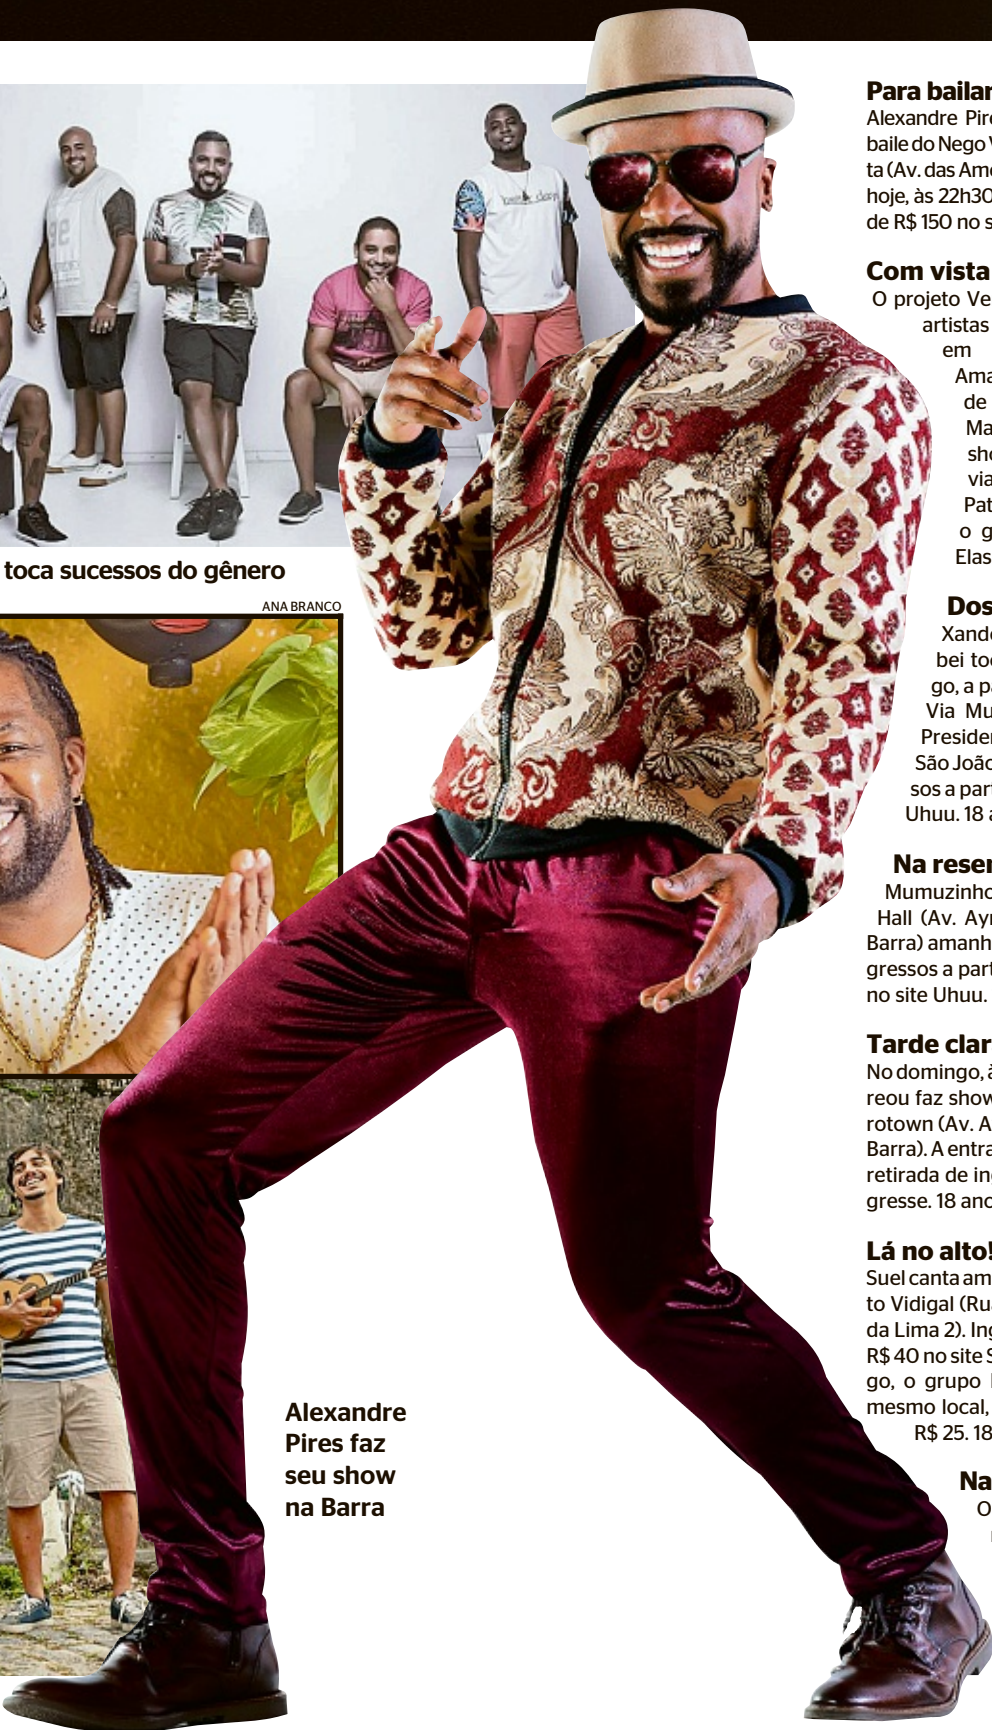 toca sucessos do gênero
ANA BRANCO
Alexandre
Pires faz
seu show
na Barra
Para bailar
Alexandre Pire
baile do Nego V
ta (Av. das Ame
hoje, às 22h30
de R$ 150 no s
Com vista
O projeto Ve
artistas
em
Ama
de
Ma
sho
via
Pat
o g
Elas
Dos
Xande
bei toc
go, a pa
Via Mu
Presiden
São João
sos a part
Uhuu. 18 a
Na reser
Mumuzinho
Hall (Av. Ayr
Barra) amanh
gressos a part
no site Uhuu.
Tarde clar
No domingo, à
reou faz show
rotown (Av. A
Barra). A entra
retirada de ing
gresse. 18 ano
Lá no alto!
Suel canta am
to Vidigal (Rua
da Lima 2). Ing
R$ 40 no site S
go, o grupo
mesmo local,
R$ 25. 18
Na
O